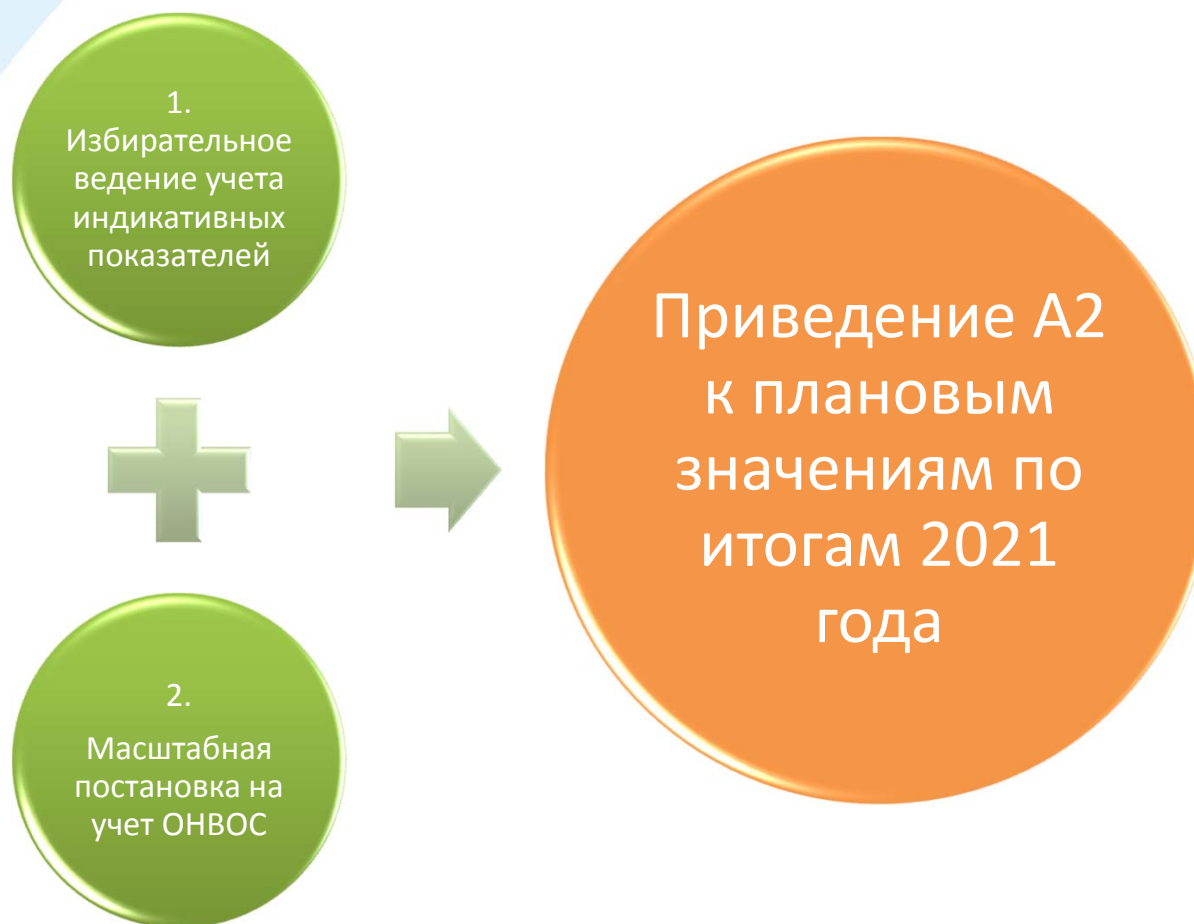 1.
Избирательное
ведение учета
индикативных
показателей
2.
Масштабная
постановка на
учет ОНВОС
Приведение А2
к плановым
значениям по
итогам 2021
года